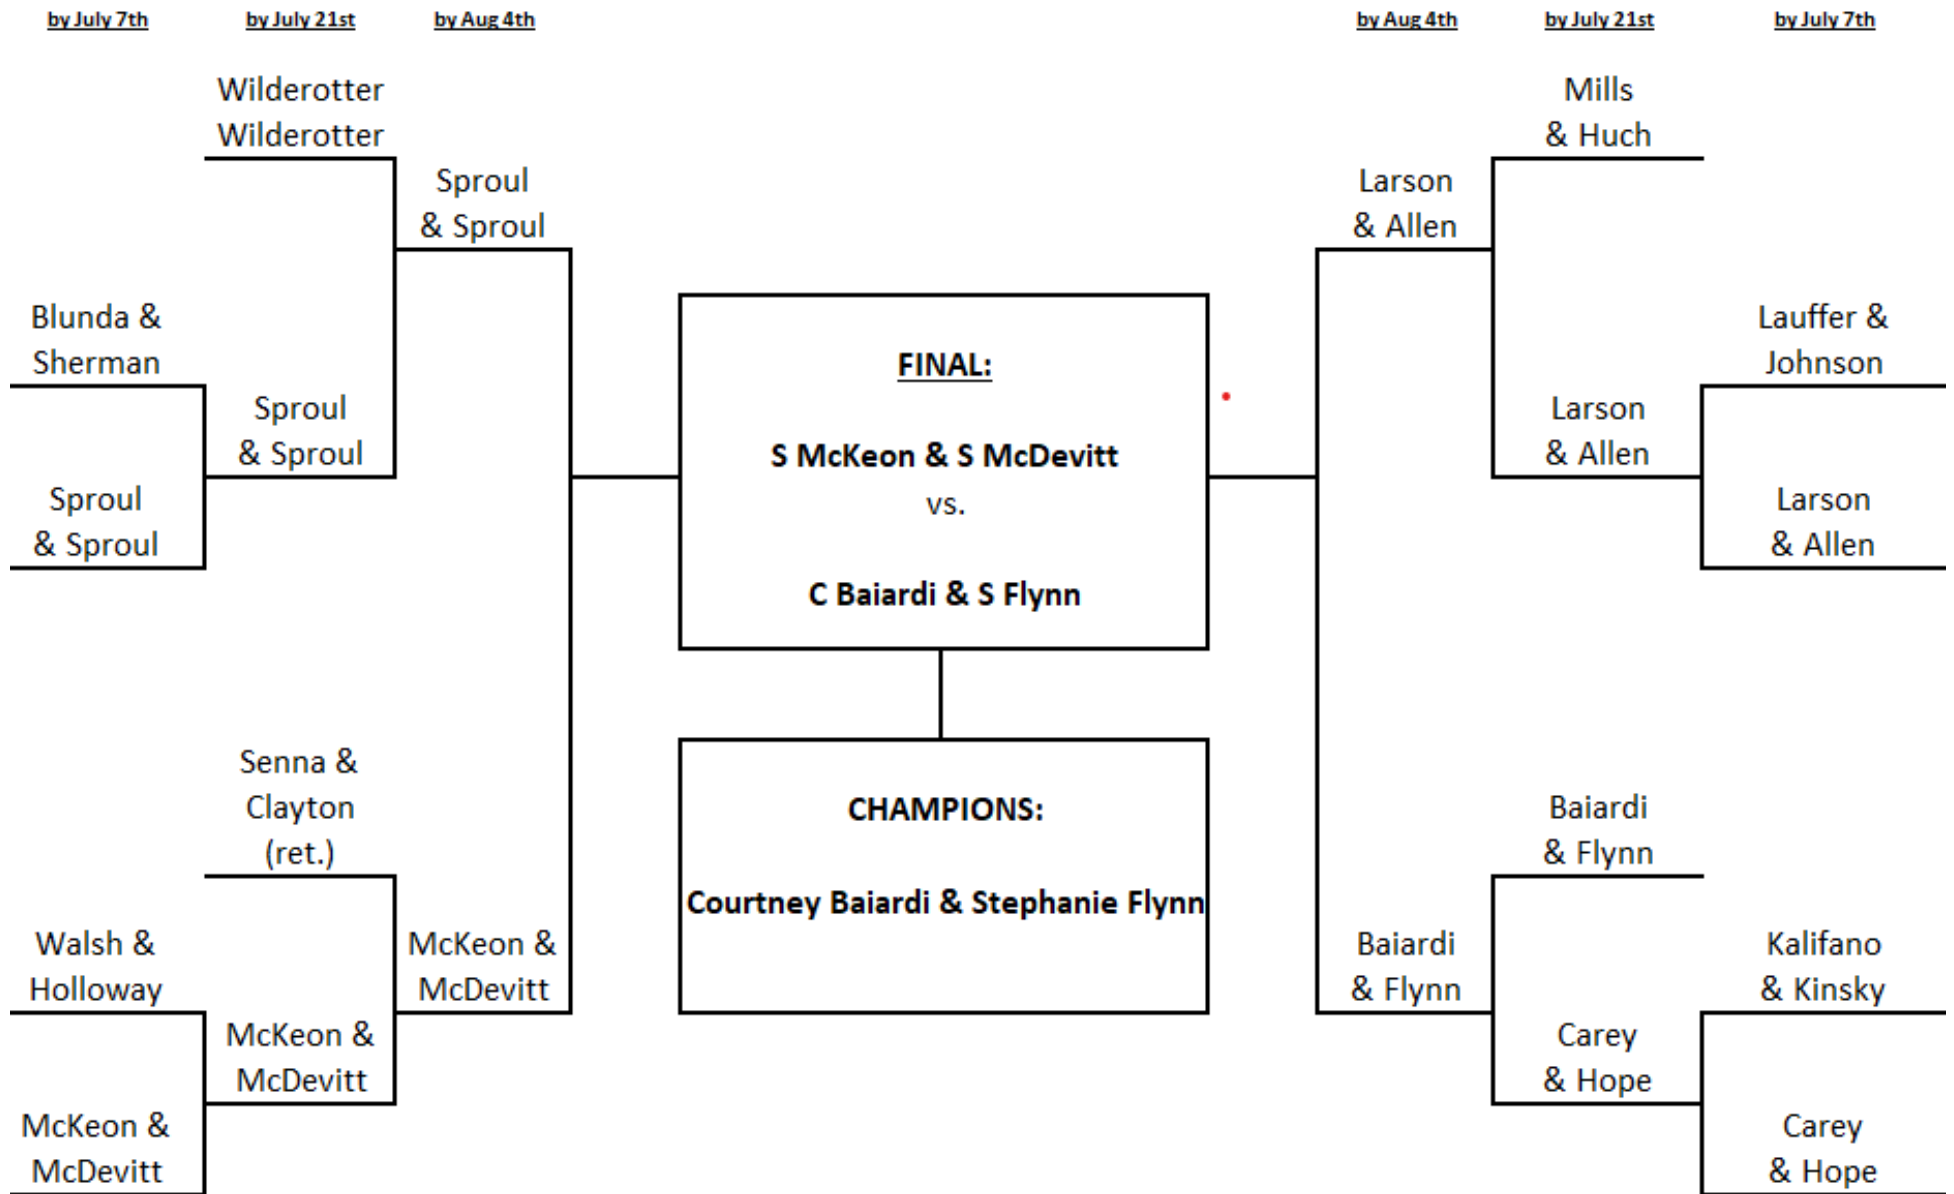 by July 7th
by July 21st
by Aug 4th
by Aug 4th
by July 21st
by July 7th
Wilderotter
Wilderotter
Sproul
& Sproul
Blunda &
Sherman
Sproul
& Sproul
Sproul
& Sproul
Senna &
Clayton
(ret.)
Walsh &
Holloway
McKeon &
McDevitt
McKeon &
McDevitt
McKeon &
McDevitt
FINAL:
S McKeon & S McDevitt
vs.
C Baiardi & S Flynn
CHAMPIONS:
Courtney Baiardi & Stephanie Flynn
Mills
& Huch
Larson
& Allen
Lauffer &
Johnson
Larson
& Allen
Larson
& Allen
Baiardi
& Flynn
Baiardi
& Flynn
Kalifano
& Kinsky
Carey
& Hope
Carey
& Hope